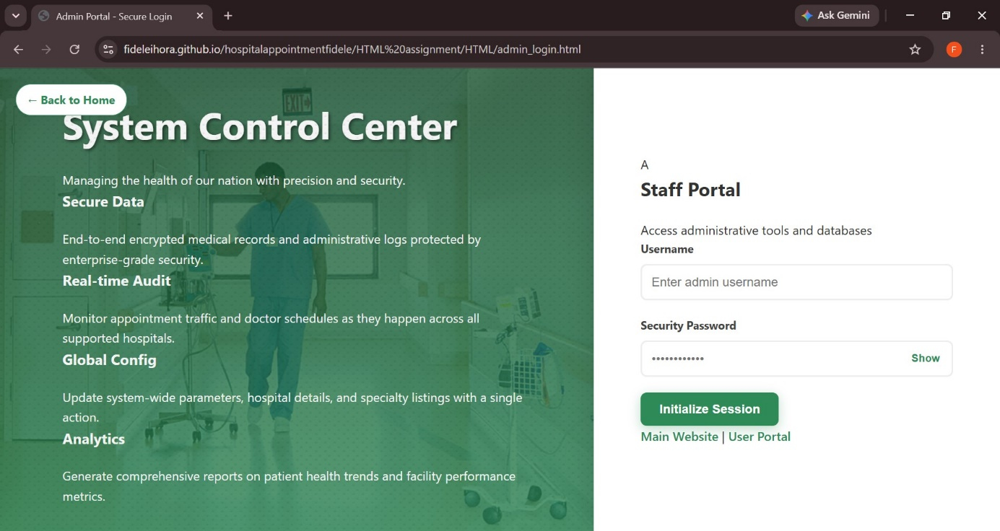 Admin Portal - Secure Login
Ask Gemini
fideleihora.github.io/hospitalappointmentfidele/HTML%20assignment/HTML/admin_login.html
F
← Back to Home
EXIT
System Control Center
Managing the health of our nation with precision and security.
Secure Data
End-to-end encrypted medical records and administrative logs protected by
enterprise-grade security.
Real-time Audit
Monitor appointment traffic and doctor schedules as they happen across all
supported hospitals.
Global Config
Update system-wide parameters, hospital details, and specialty listings with a single
action.
Analytics
Generate comprehensive reports on patient health trends and facility performance
metrics.
A
Staff Portal
Access administrative tools and databases
Username
Enter admin username
Security Password
••••••••••••
Show
Initialize Session
Main Website | User Portal